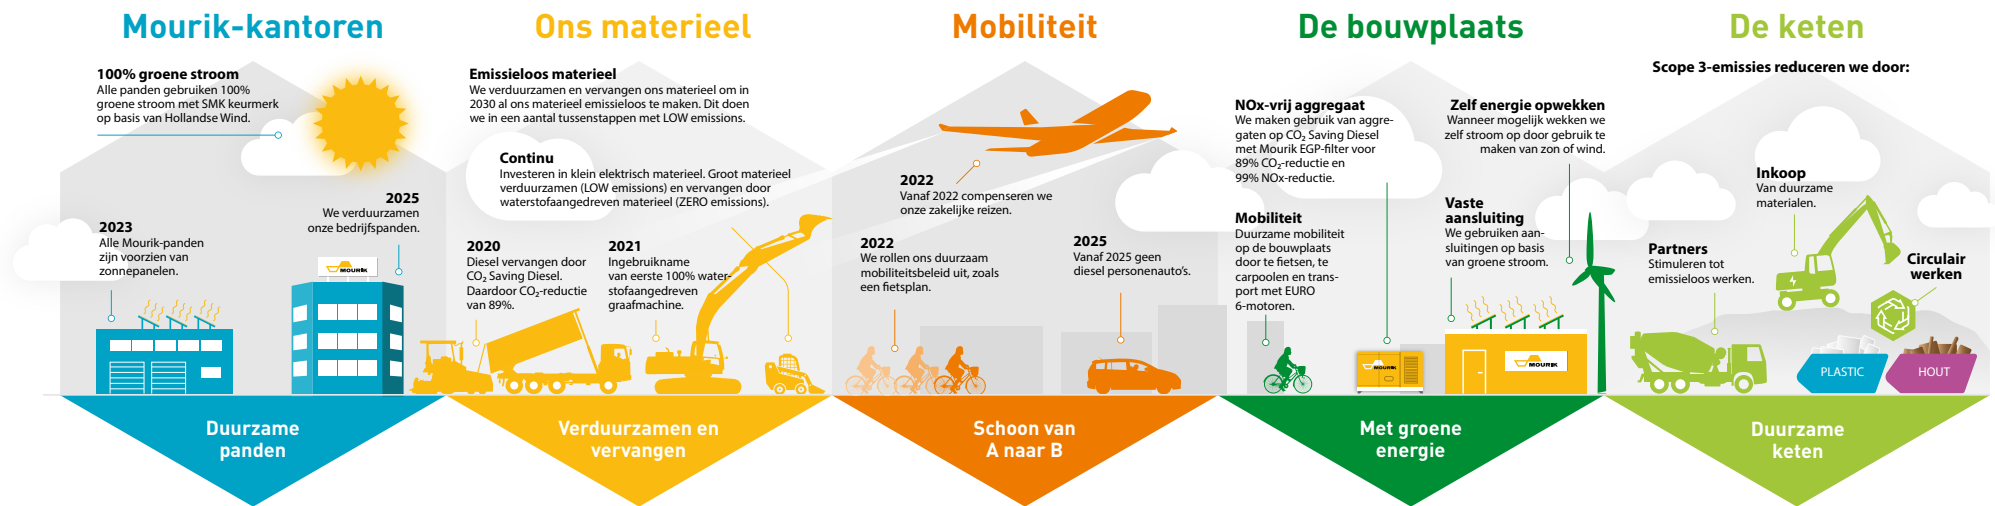 Mourik-kantoren
100% groene stroom
Alle panden gebruiken 100%
groene stroom met SMK keurmerk
op basis van Hollandse Wind.
2023
Alle Mourik-panden
zijn voorzien van
zonnepanelen.
2025
We verduurzamen
onze bedrijfspanden.
MOURIK
Duurzame
panden
Ons materieel
Emissieloos materieel
We verduurzamen en vervangen ons materieel om in
2030 al ons materieel emissieloos te maken. Dit doen
we in een aantal tussenstappen met LOW emissions.
Continu
Investeren in klein elektrisch materieel. Groot materieel
verduurzamen (LOW emissions) en vervangen door
waterstofaangedreven materieel (ZERO emissions).
2020
Diesel vervangen door
CO₂ Saving Diesel.
Daardoor CO₂-reductie
van 89%.
2021
Ingebruikname
van eerste 100% water-
stofaangedreven
graafmachine.
Verduurzamen en
vervangen
Mobiliteit
2022
Vanaf 2022 compenseren we
onze zakelijke reizen.
2022
We rollen ons duurzaam
mobiliteitsbeleid uit, zoals
een fietsplan.
2025
Vanaf 2025 geen
diesel personenauto's.
Schoon van
A naar B
De bouwplaats
NOx-vrij aggregaat
We maken gebruik van aggre-
gaten op CO₂ Saving Diesel
met Mourik EGP-filter voor
89% CO₂-reductie en
99% NOx-reductie.
Mobiliteit
Duurzame mobiliteit
op de bouwplaats
door te fietsen, te
carpoolen en trans-
port met EURO
6-motoren.
Zelf energie opwekken
Wanneer mogelijk wekken we
zelf stroom op door gebruik te
maken van zon of wind.
Vaste
aansluiting
We gebruiken aan-
sluitingen op basis
van groene stroom.
MOURIK
MOURIK
Met groene
energie
De keten
Scope 3-emissies reduceren we door:
Inkoop
Van duurzame
materialen.
Partners
Stimuleren tot
emissieloos werken.
Circulair
werken
PLASTIC
HOUT
Duurzame
keten